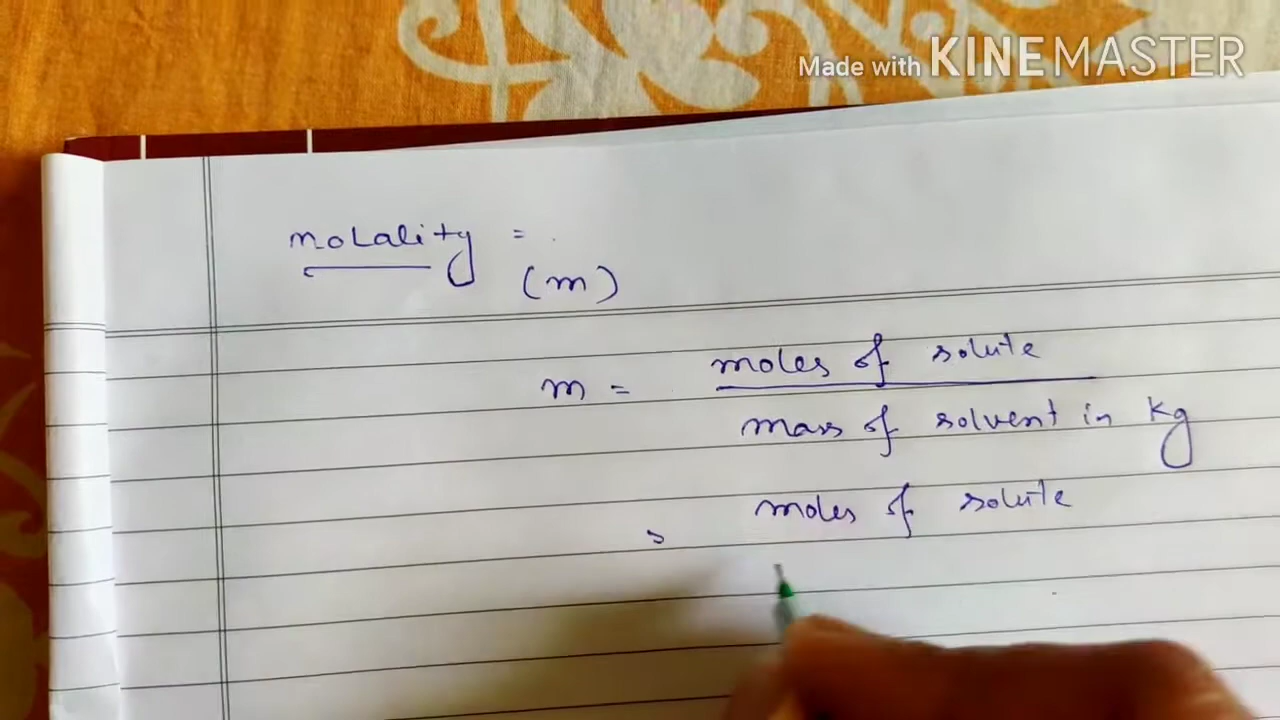 Made with KINEMASTER
molality =
(m)
m = moles of solute
mass of solvent in kg
= moles of solute